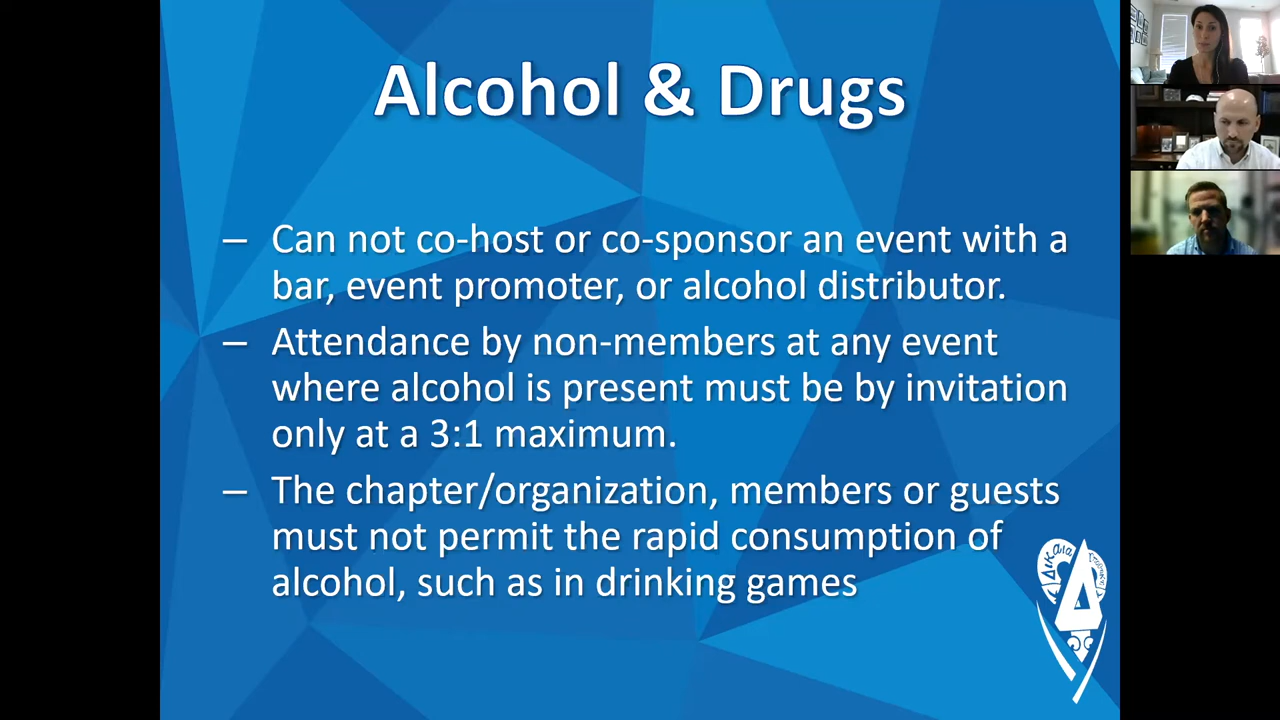 Alcohol & Drugs
– Can not co-host or co-sponsor an event with a
bar, event promoter, or alcohol distributor.
– Attendance by non-members at any event
where alcohol is present must be by invitation
only at a 3:1 maximum.
– The chapter/organization, members or guests
must not permit the rapid consumption of
alcohol, such as in drinking games
Δ